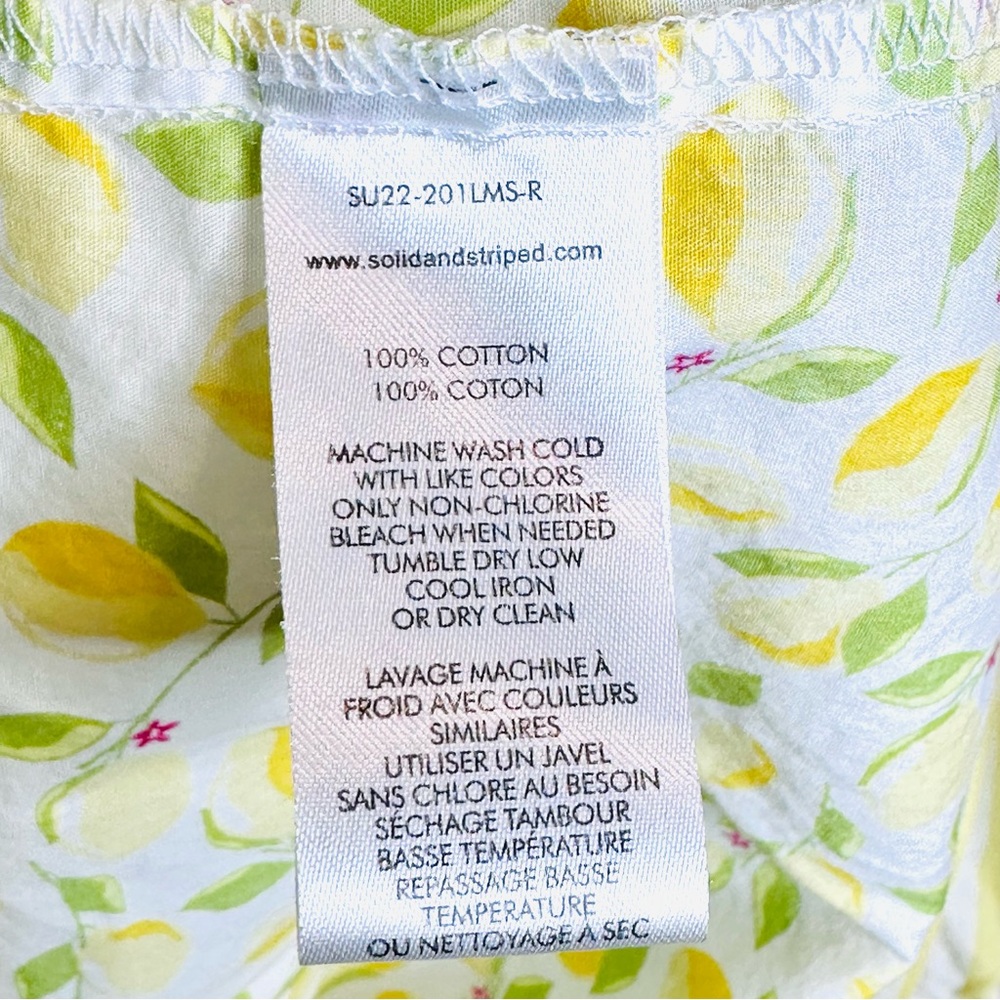 SU22-201LMS-R
www.solidandstriped.com
100% COTTON
100% COTON
MACHINE WASH COLD
WITH LIKE COLORS
ONLY NON-CHLORINE
BLEACH WHEN NEEDED
TUMBLE DRY LOW
COOL IRON
OR DRY CLEAN
LAVAGE MACHINE À
FROID AVEC COULEURS
SIMILAIRES
UTILISER UN JAVEL
SANS CHLORE AU BESOIN
SÉCHAGE TAMBOUR
BASSE TEMPÉRATURE
REPASSAGE BASSE
TEMPERATURE
OU NETTOYAGE A SEC